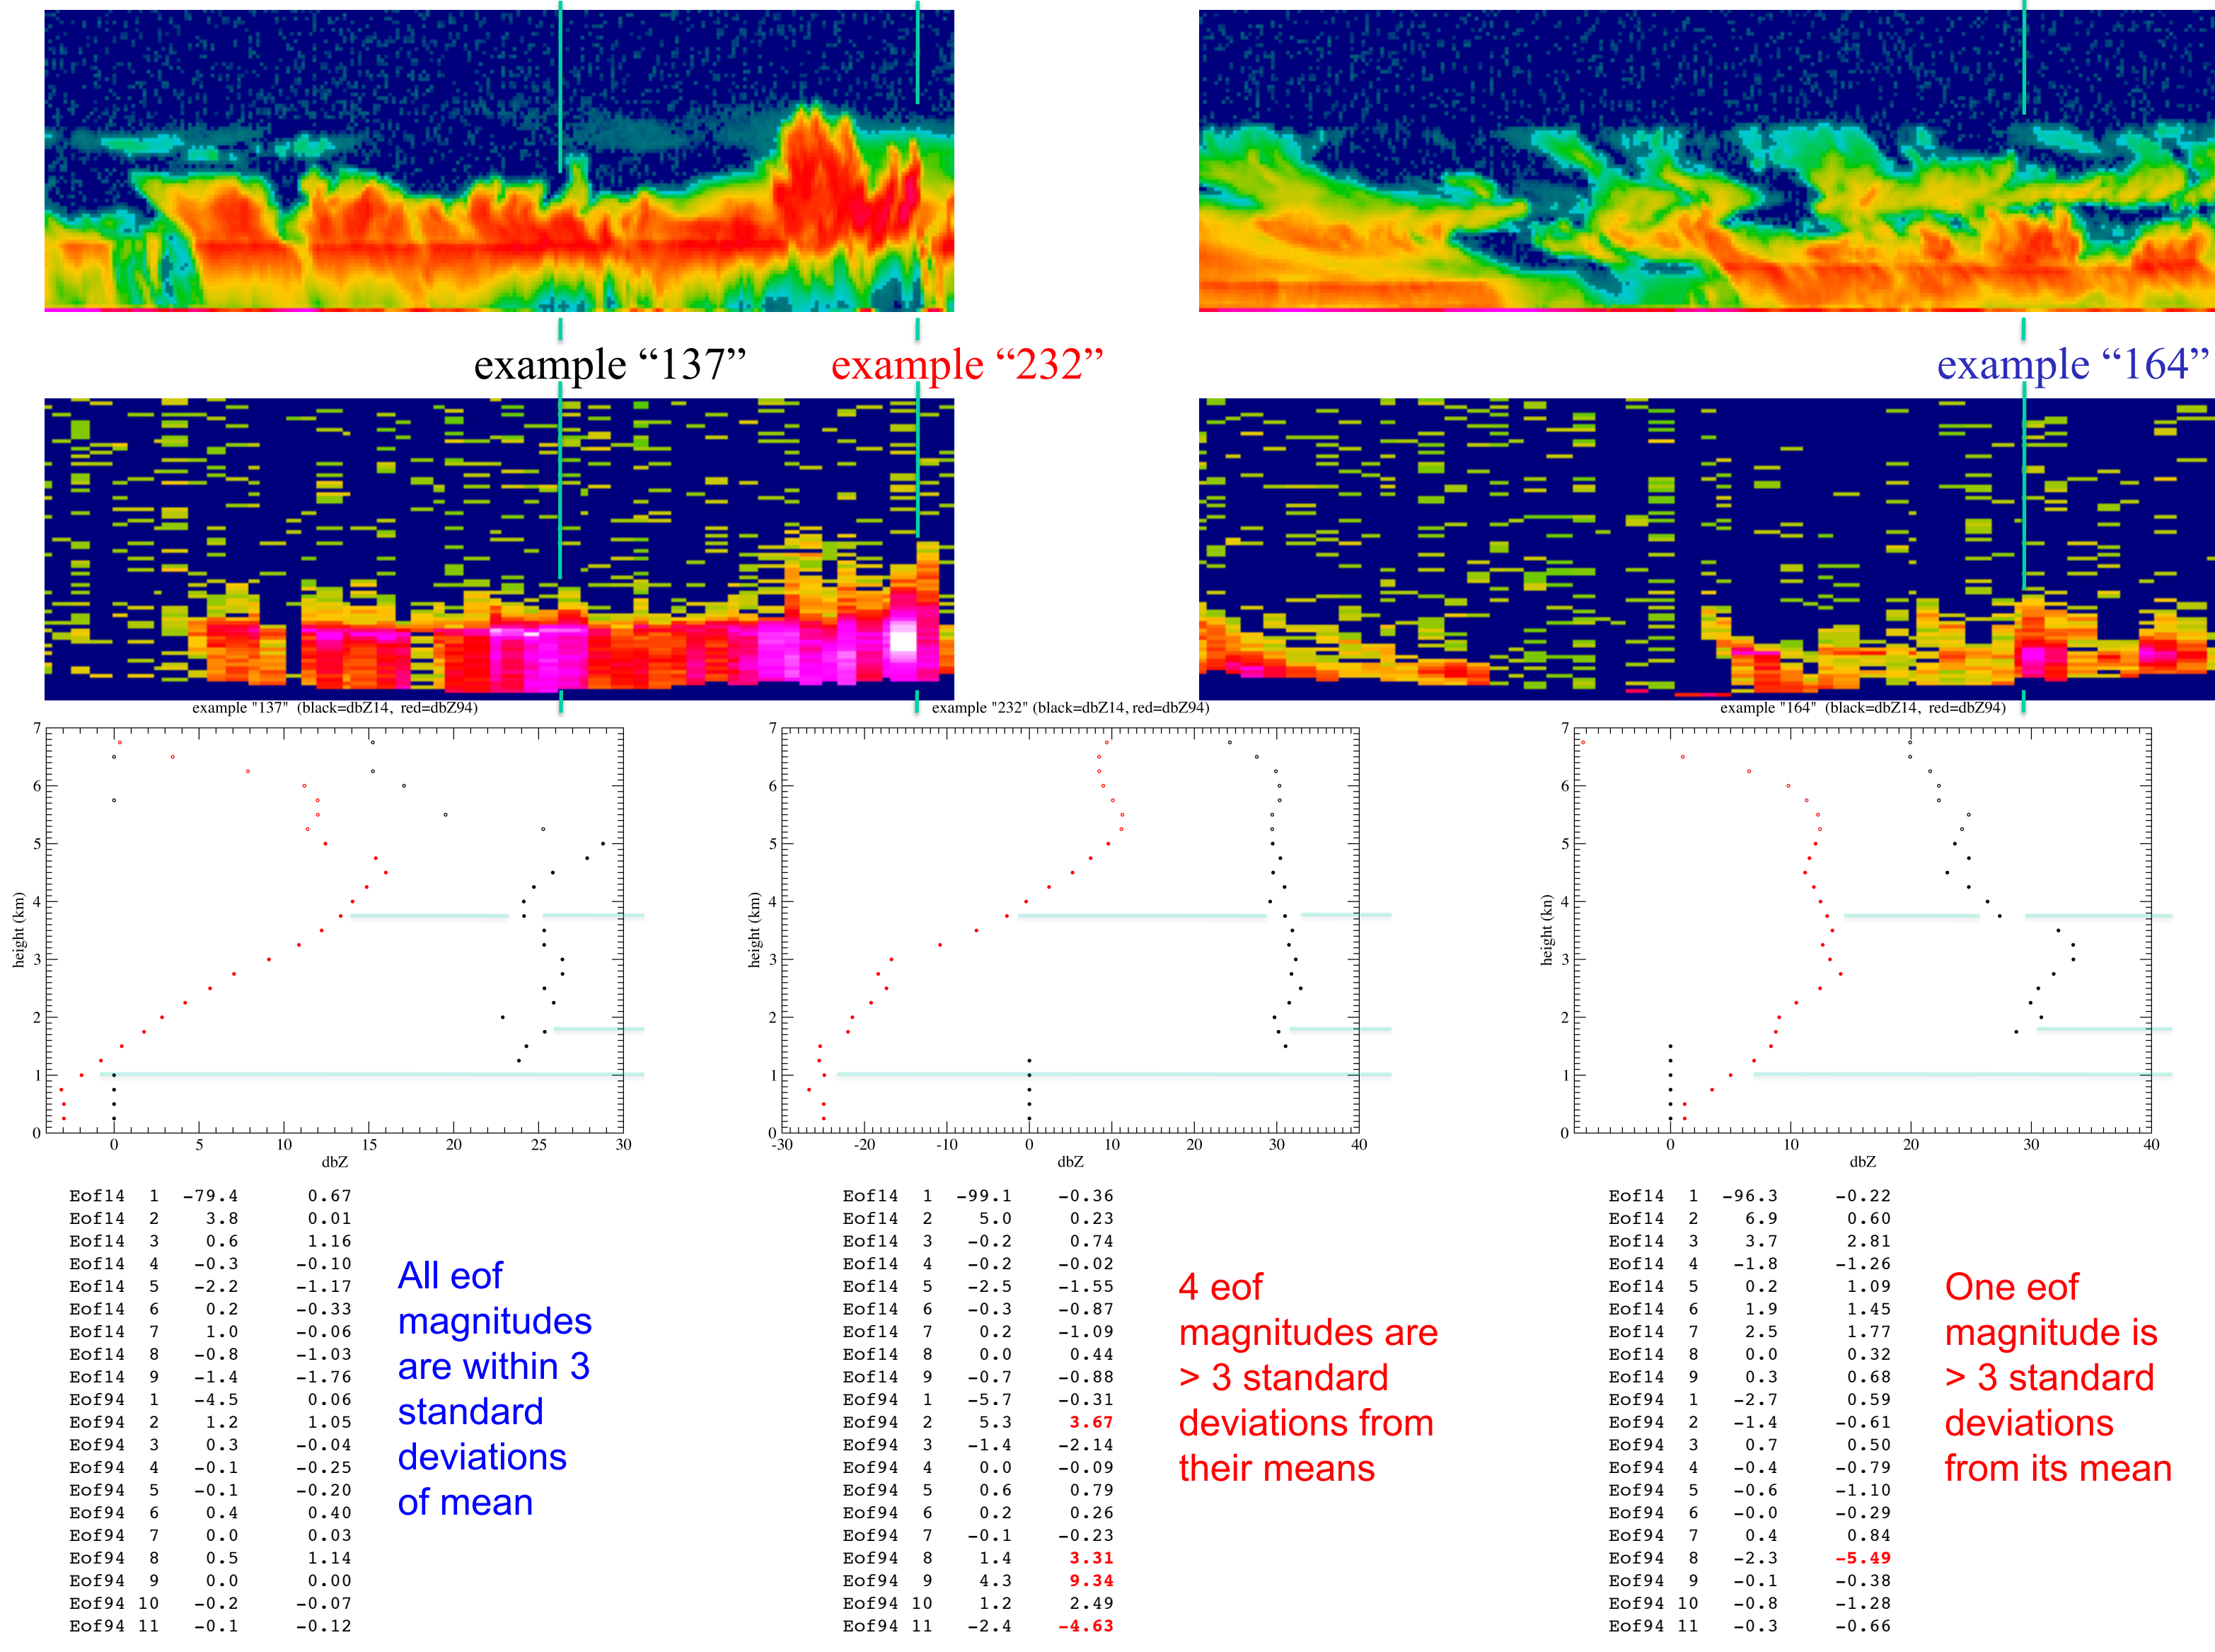 example “137”
example “232”
example “164”
example "137" (black=dbZ14, red=dbZ94)
7
6
5
4
3
2
1
0
height (km)
0 5 10 15 20 25 30
dbZ
example "232" (black=dbZ14, red=dbZ94)
7
6
5
4
3
2
1
0
height (km)
-30 -20 -10 0 10 20 30 40
dbZ
example "164" (black=dbZ14, red=dbZ94)
7
6
5
4
3
2
1
0
height (kn)
0 10 20 30 40
dbZ
Eof14 1 -79.4 0.67
Eof14 2 3.8 0.01
Eof14 3 0.6 1.16
Eof14 4 -0.3 -0.10
Eof14 5 -2.2 -1.17
Eof14 6 0.2 -0.33
Eof14 7 1.0 -0.06
Eof14 8 -0.8 -1.03
Eof14 9 -1.4 -1.76
Eof94 1 -4.5 0.06
Eof94 2 1.2 1.05
Eof94 3 0.3 -0.04
Eof94 4 -0.1 -0.25
Eof94 5 -0.1 -0.20
Eof94 6 0.4 0.40
Eof94 7 0.0 0.03
Eof94 8 0.5 1.14
Eof94 9 0.0 0.00
Eof94 10 -0.2 -0.07
Eof94 11 -0.1 -0.12
All eof
magnitudes
are within 3
standard
deviations
of mean
Eof14 1 -99.1 -0.36
Eof14 2 5.0 0.23
Eof14 3 -0.2 0.74
Eof14 4 -0.2 -0.02
Eof14 5 -2.5 -1.55
Eof14 6 -0.3 -0.87
Eof14 7 0.2 -1.09
Eof14 8 0.0 0.44
Eof14 9 -0.7 -0.88
Eof94 1 -5.7 -0.31
Eof94 2 5.3 3.67
Eof94 3 -1.4 -2.14
Eof94 4 0.0 -0.09
Eof94 5 0.6 0.79
Eof94 6 0.2 0.26
Eof94 7 -0.1 -0.23
Eof94 8 1.4 3.31
Eof94 9 4.3 9.34
Eof94 10 1.2 2.49
Eof94 11 -2.4 -4.63
4 eof
magnitudes are
> 3 standard
deviations from
their means
Eof14 1 -96.3 -0.22
Eof14 2 6.9 0.60
Eof14 3 3.7 2.81
Eof14 4 -1.8 -1.26
Eof14 5 0.2 1.09
Eof14 6 1.9 1.45
Eof14 7 2.5 1.77
Eof14 8 0.0 0.32
Eof14 9 0.3 0.68
Eof94 1 -2.7 0.59
Eof94 2 -1.4 -0.61
Eof94 3 0.7 0.50
Eof94 4 -0.4 -0.79
Eof94 5 -0.6 -1.10
Eof94 6 -0.0 -0.29
Eof94 7 0.4 0.84
Eof94 8 -2.3 -5.49
Eof94 9 -0.1 -0.38
Eof94 10 -0.8 -1.28
Eof94 11 -0.3 -0.66
One eof
magnitude is
> 3 standard
deviations
from its mean